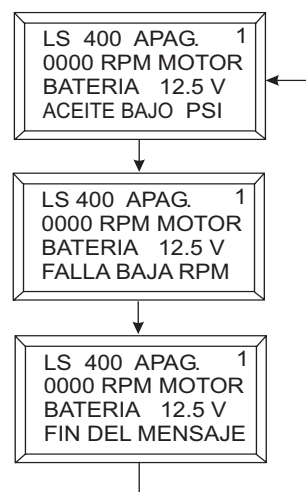 LS 400 APAG. 1
0000 RPM MOTOR
BATERIA 12.5 V
ACEITE BAJO PSI
LS 400 APAG. 1
0000 RPM MOTOR
BATERIA 12.5 V
FALLA BAJA RPM
LS 400 APAG. 1
0000 RPM MOTOR
BATERIA 12.5 V
FIN DEL MENSAJE